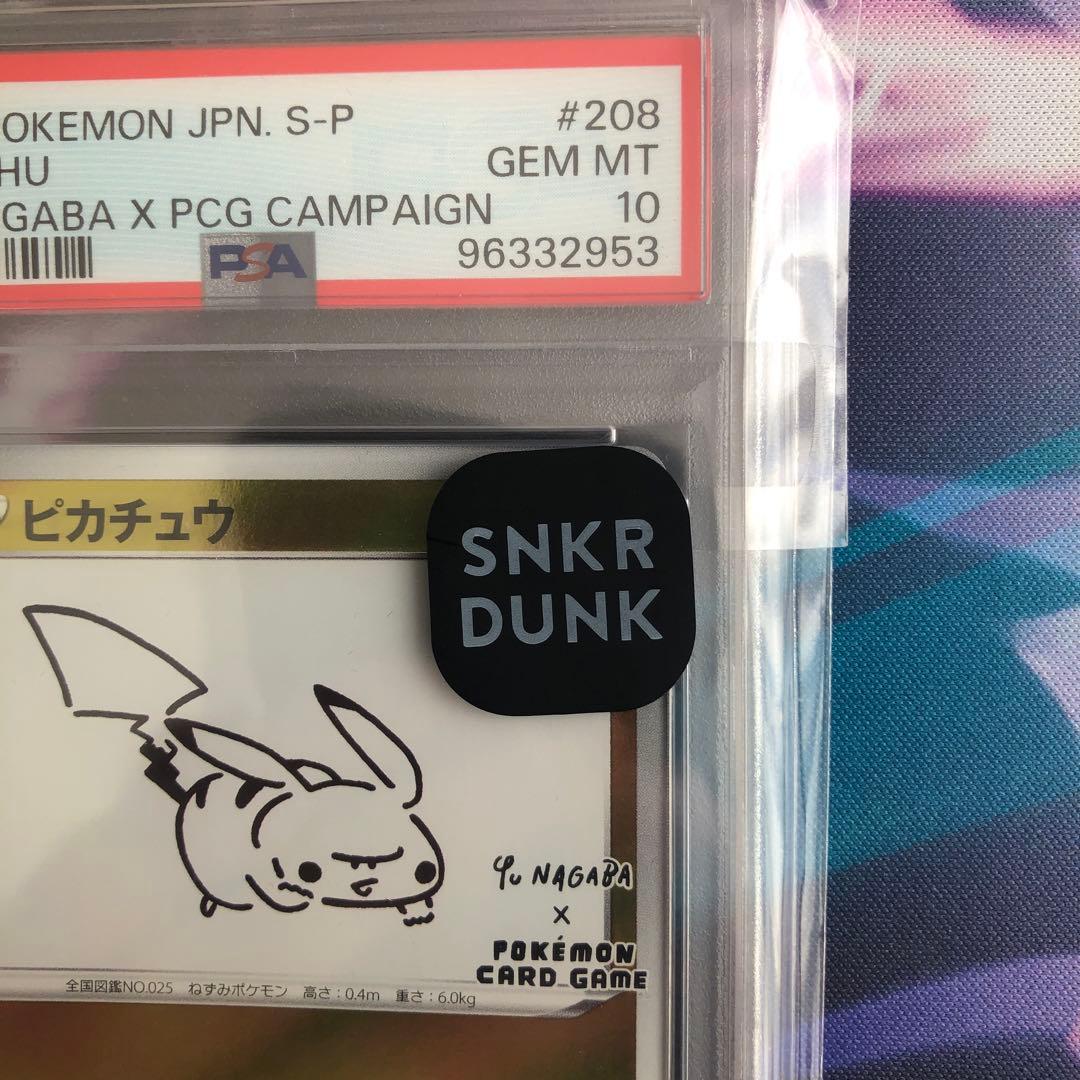 OKEMON JPN. S-P #208
HU GEM MT
GABA X PCG CAMPAIGN 10
PSA 96332953
ピカチュウ
SNKR
DUNK
Yu NAGABA
X
POKÉMON
CARD GAME
全国図鑑NO.025 ねずみポケモン 高さ:0.4m 重さ:6.0kg